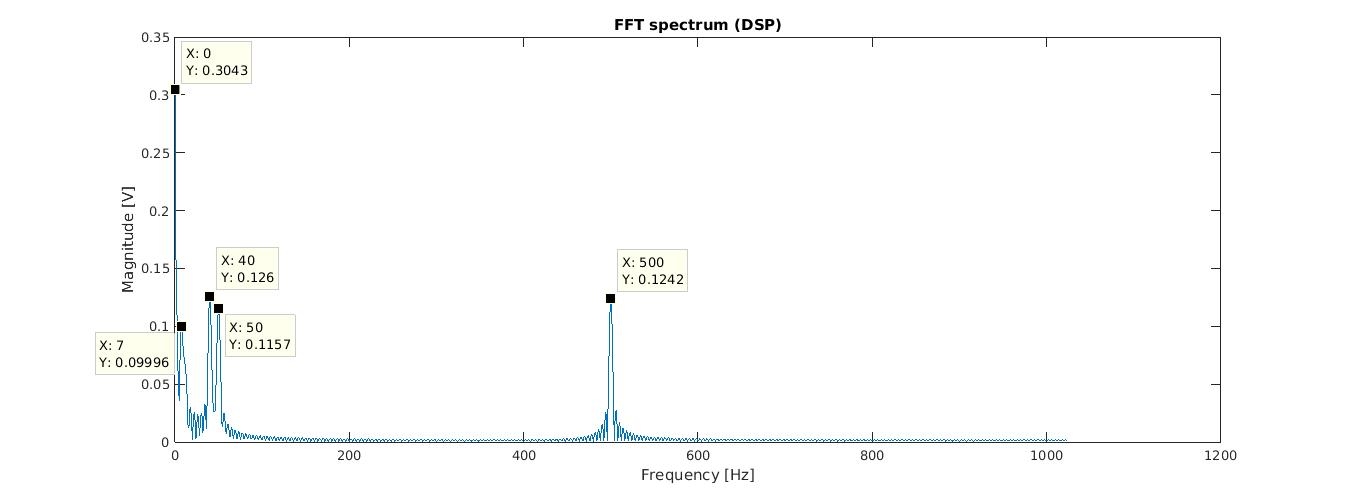 FFT spectrum (DSP)
0.35
X: 0
Y: 0.3043
0.3
0.25
0.2
Magnitude [V]
X: 40
Y: 0.126
X: 500
Y: 0.1242
0.15
0.1
X: 50
Y: 0.1157
X: 7
Y: 0.09996
0.05
0
0 200 400 600 800 1000 1200
Frequency [Hz]